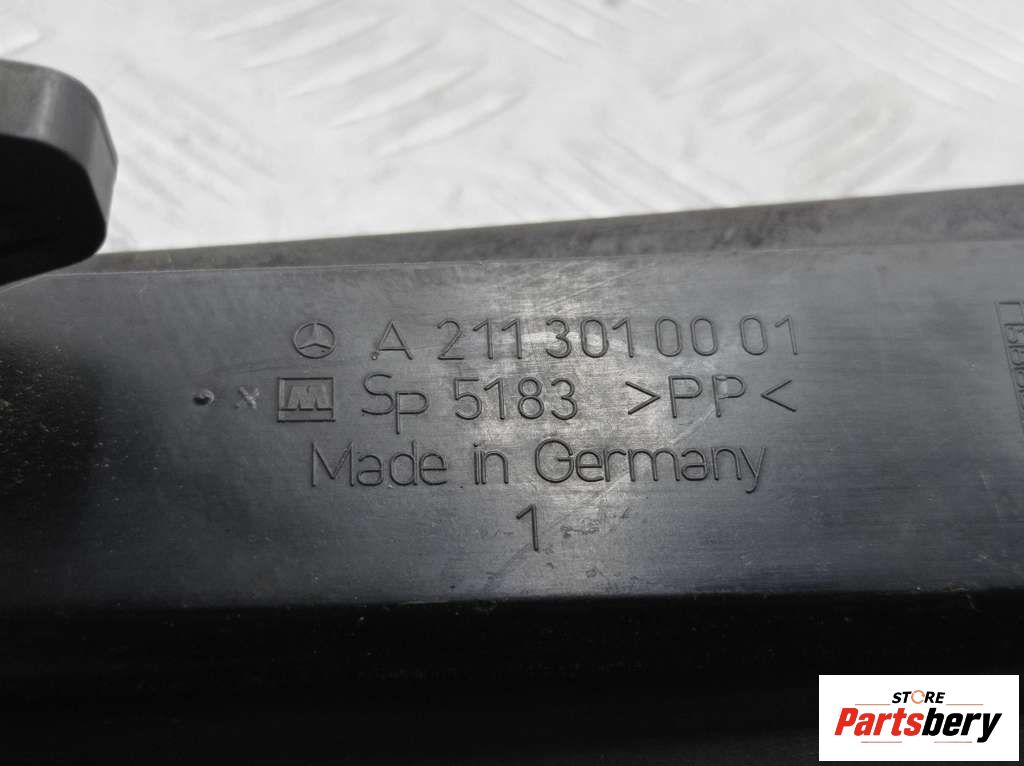 A 211 301 00 01
x M Sp 5183 >PP<
Made in Germany
1
STORE
Partsbery